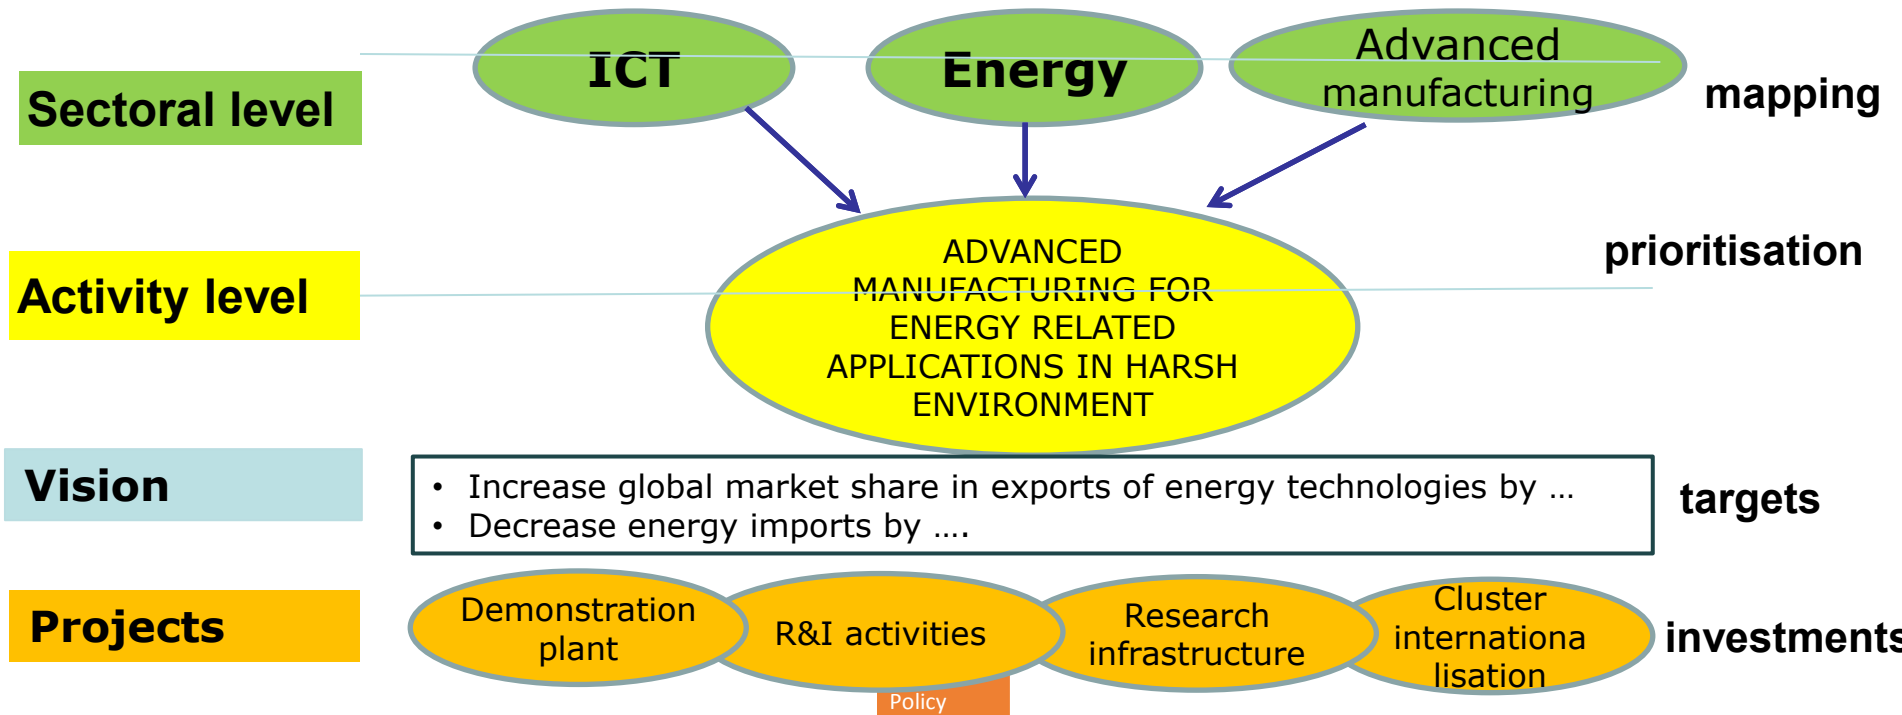 Sectoral level
ICT
Energy
Advanced
manufacturing
mapping
Activity level
ADVANCED
MANUFACTURING FOR
ENERGY RELATED
APPLICATIONS IN HARSH
ENVIRONMENT
prioritisation
Vision
• Increase global market share in exports of energy technologies by …
• Decrease energy imports by ….
targets
Projects
Demonstration
plant
R&I activities
Research
infrastructure
Cluster
internationa
lisation
investments
Policy